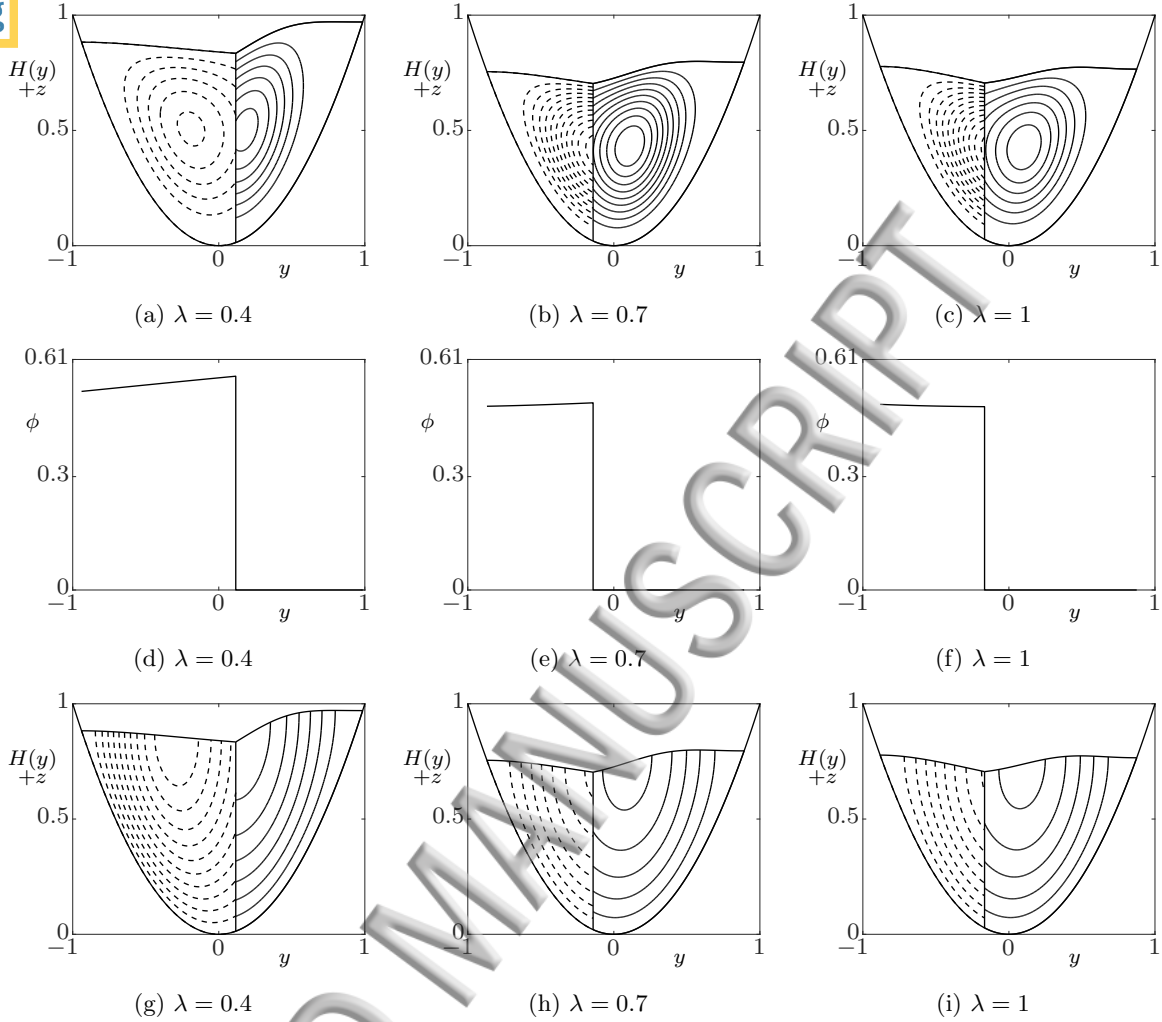 g
1 1 1
H(y) H(y) H(y)
+z +z +z
0.5 0.5 0.5
0 0 0
−1 0 y 1 −1 0 y 1 −1 0 y 1
(a) λ = 0.4 (b) λ = 0.7 (c) λ = 1
0.61 0.61 0.61
ϕ ϕ ϕ
0.3 0.3 0.3
0 0 0
−1 0 y 1 −1 0 y 1 −1 0 y 1
(d) λ = 0.4 (e) λ = 0.7 (f) λ = 1
1 1 1
H(y) H(y) H(y)
+z +z +z
0.5 0.5 0.5
0 0 0
−1 0 y 1 −1 0 y 1 −1 0 y 1
(g) λ = 0.4 (h) λ = 0.7 (i) λ = 1
D MANUSCRIPT